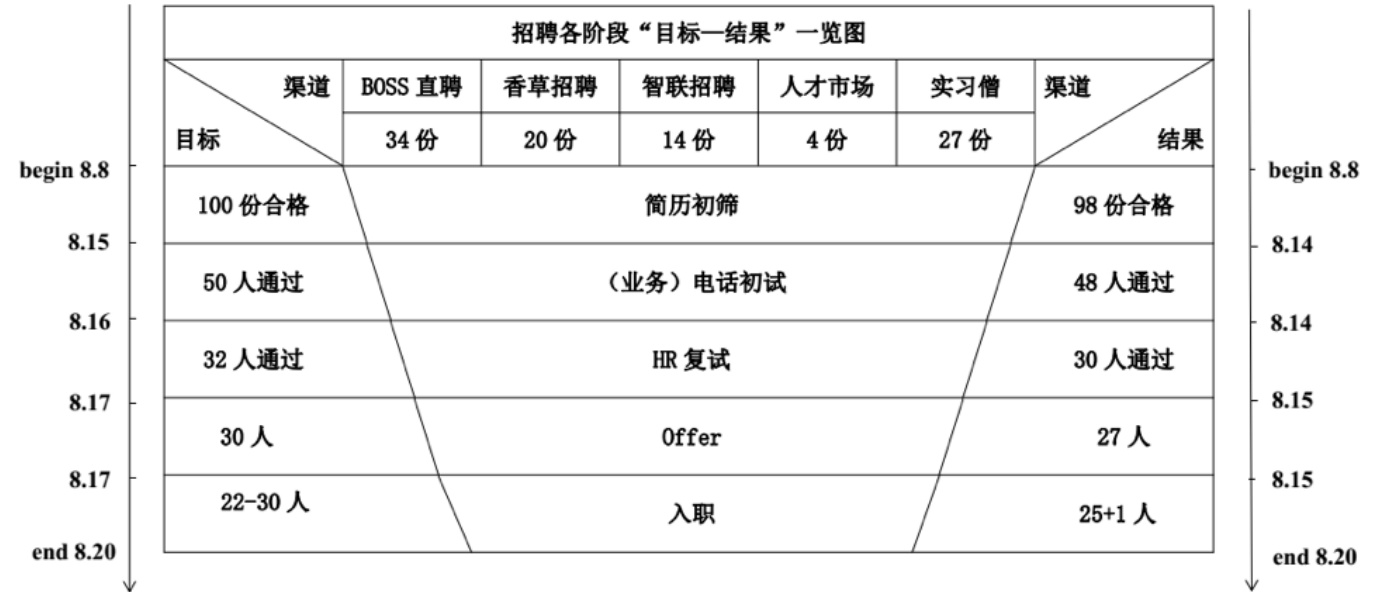 招聘各阶段“目标—结果”一览图
渠道 BOSS 直聘 香草招聘 智联招聘 人才市场 实习僧 渠道
目标 34 份 20 份 14 份 4 份 27 份 结果
begin 8.8 begin 8.8
100 份合格 简历初筛 98 份合格
8.15 8.14
50 人通过 （业务）电话初试 48 人通过
8.16 8.14
32 人通过 HR 复试 30 人通过
8.17 8.15
30 人 Offer 27 人
8.17 8.15
22-30 人 入职 25+1 人
end 8.20 end 8.20